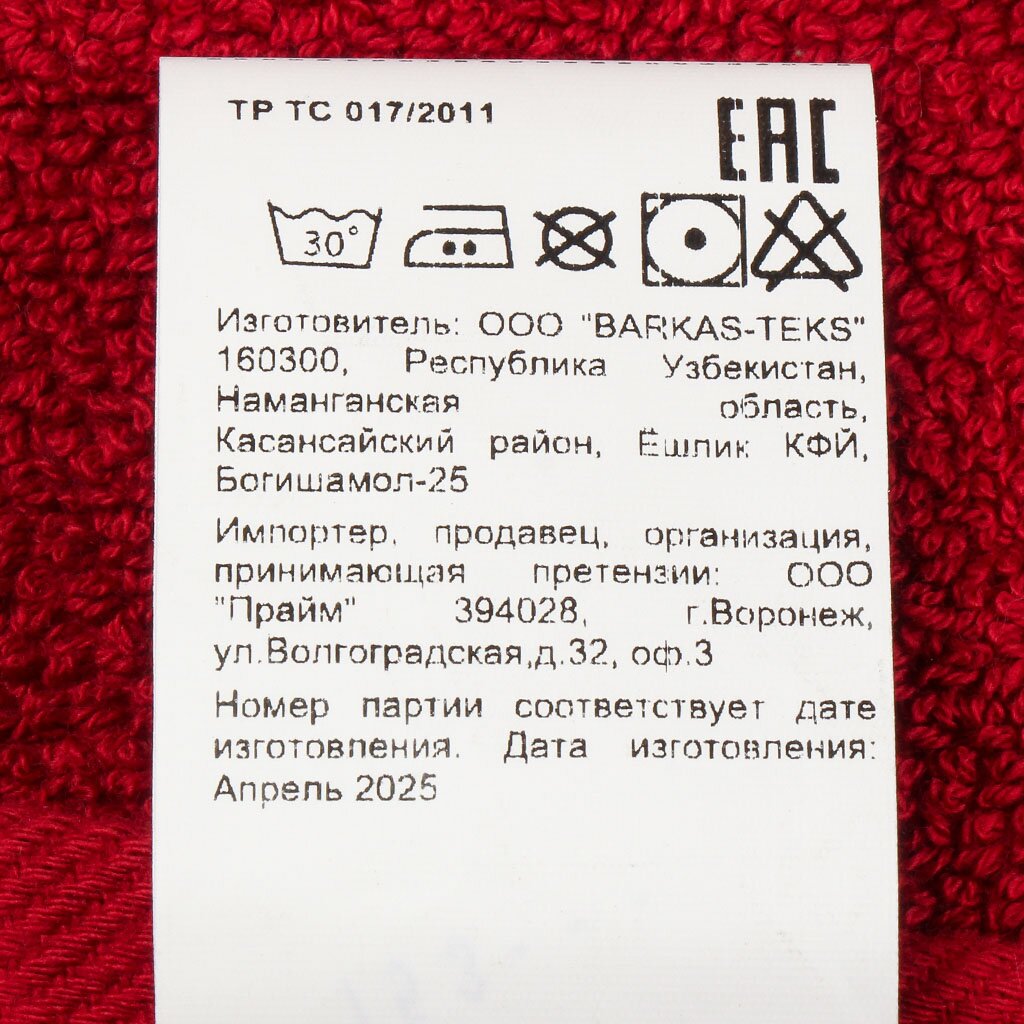 ТР ТС 017/2011
EAC
30°
Изготовитель: ООО "BARKAS-TEKS"
160300, Республика Узбекистан,
Наманганская область,
Касансайский район, Ёшлик КФЙ,
Богишамол-25
Импортер, продавец, организация,
принимающая претензии: ООО
"Прайм" 394028, г.Воронеж,
ул.Волгоградская,д.32, оф.3
Номер партии соответствует дате
изготовления. Дата изготовления:
Апрель 2025